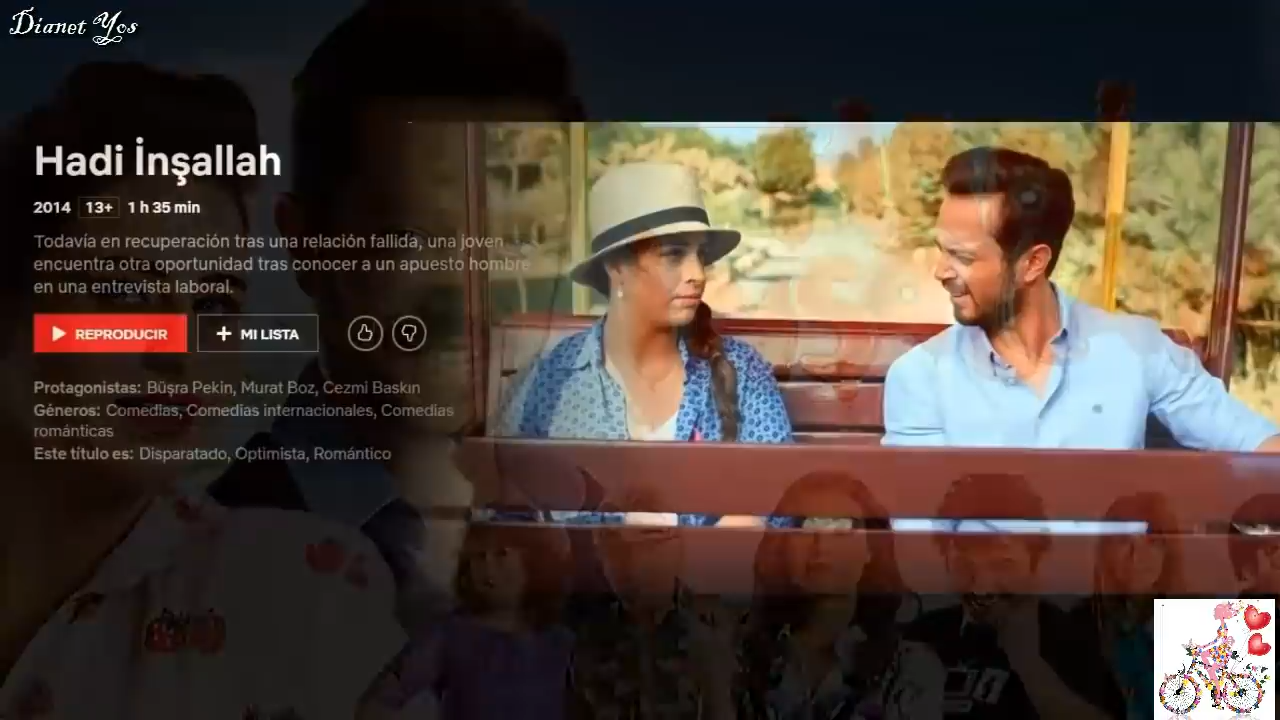 Dianet Yos
Hadi İnşallah
2014 13+ 1 h 35 min
Todavía en recuperación tras una relación fallida, una joven
encuentra otra oportunidad tras conocer a un apuesto hombre
en una entrevista laboral.
REPRODUCIR
MI LISTA
Protagonistas: Büşra Pekin, Murat Boz, Cezmi Baskın
Géneros: Comedias, Comedias internacionales, Comedias
románticas
Este título es: Disparatado, Optimista, Romántico